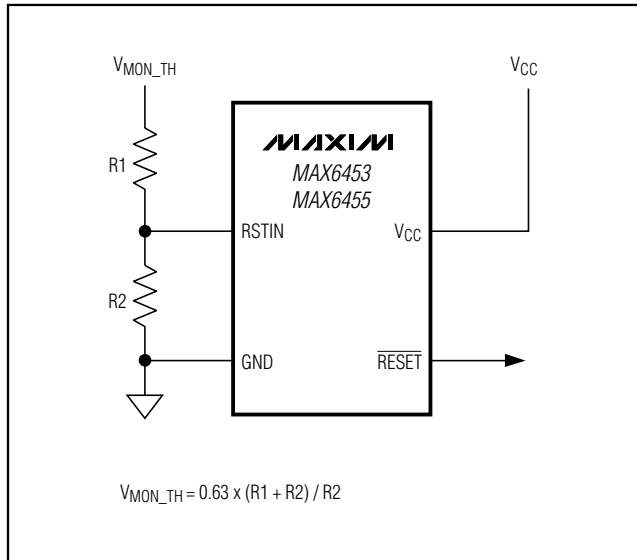 VMON_TH
VCC
R1
MAXIM
MAX6453
MAX6455
RSTIN
VCC
R2
GND
RESET
VMON_TH = 0.63 x (R1 + R2) / R2